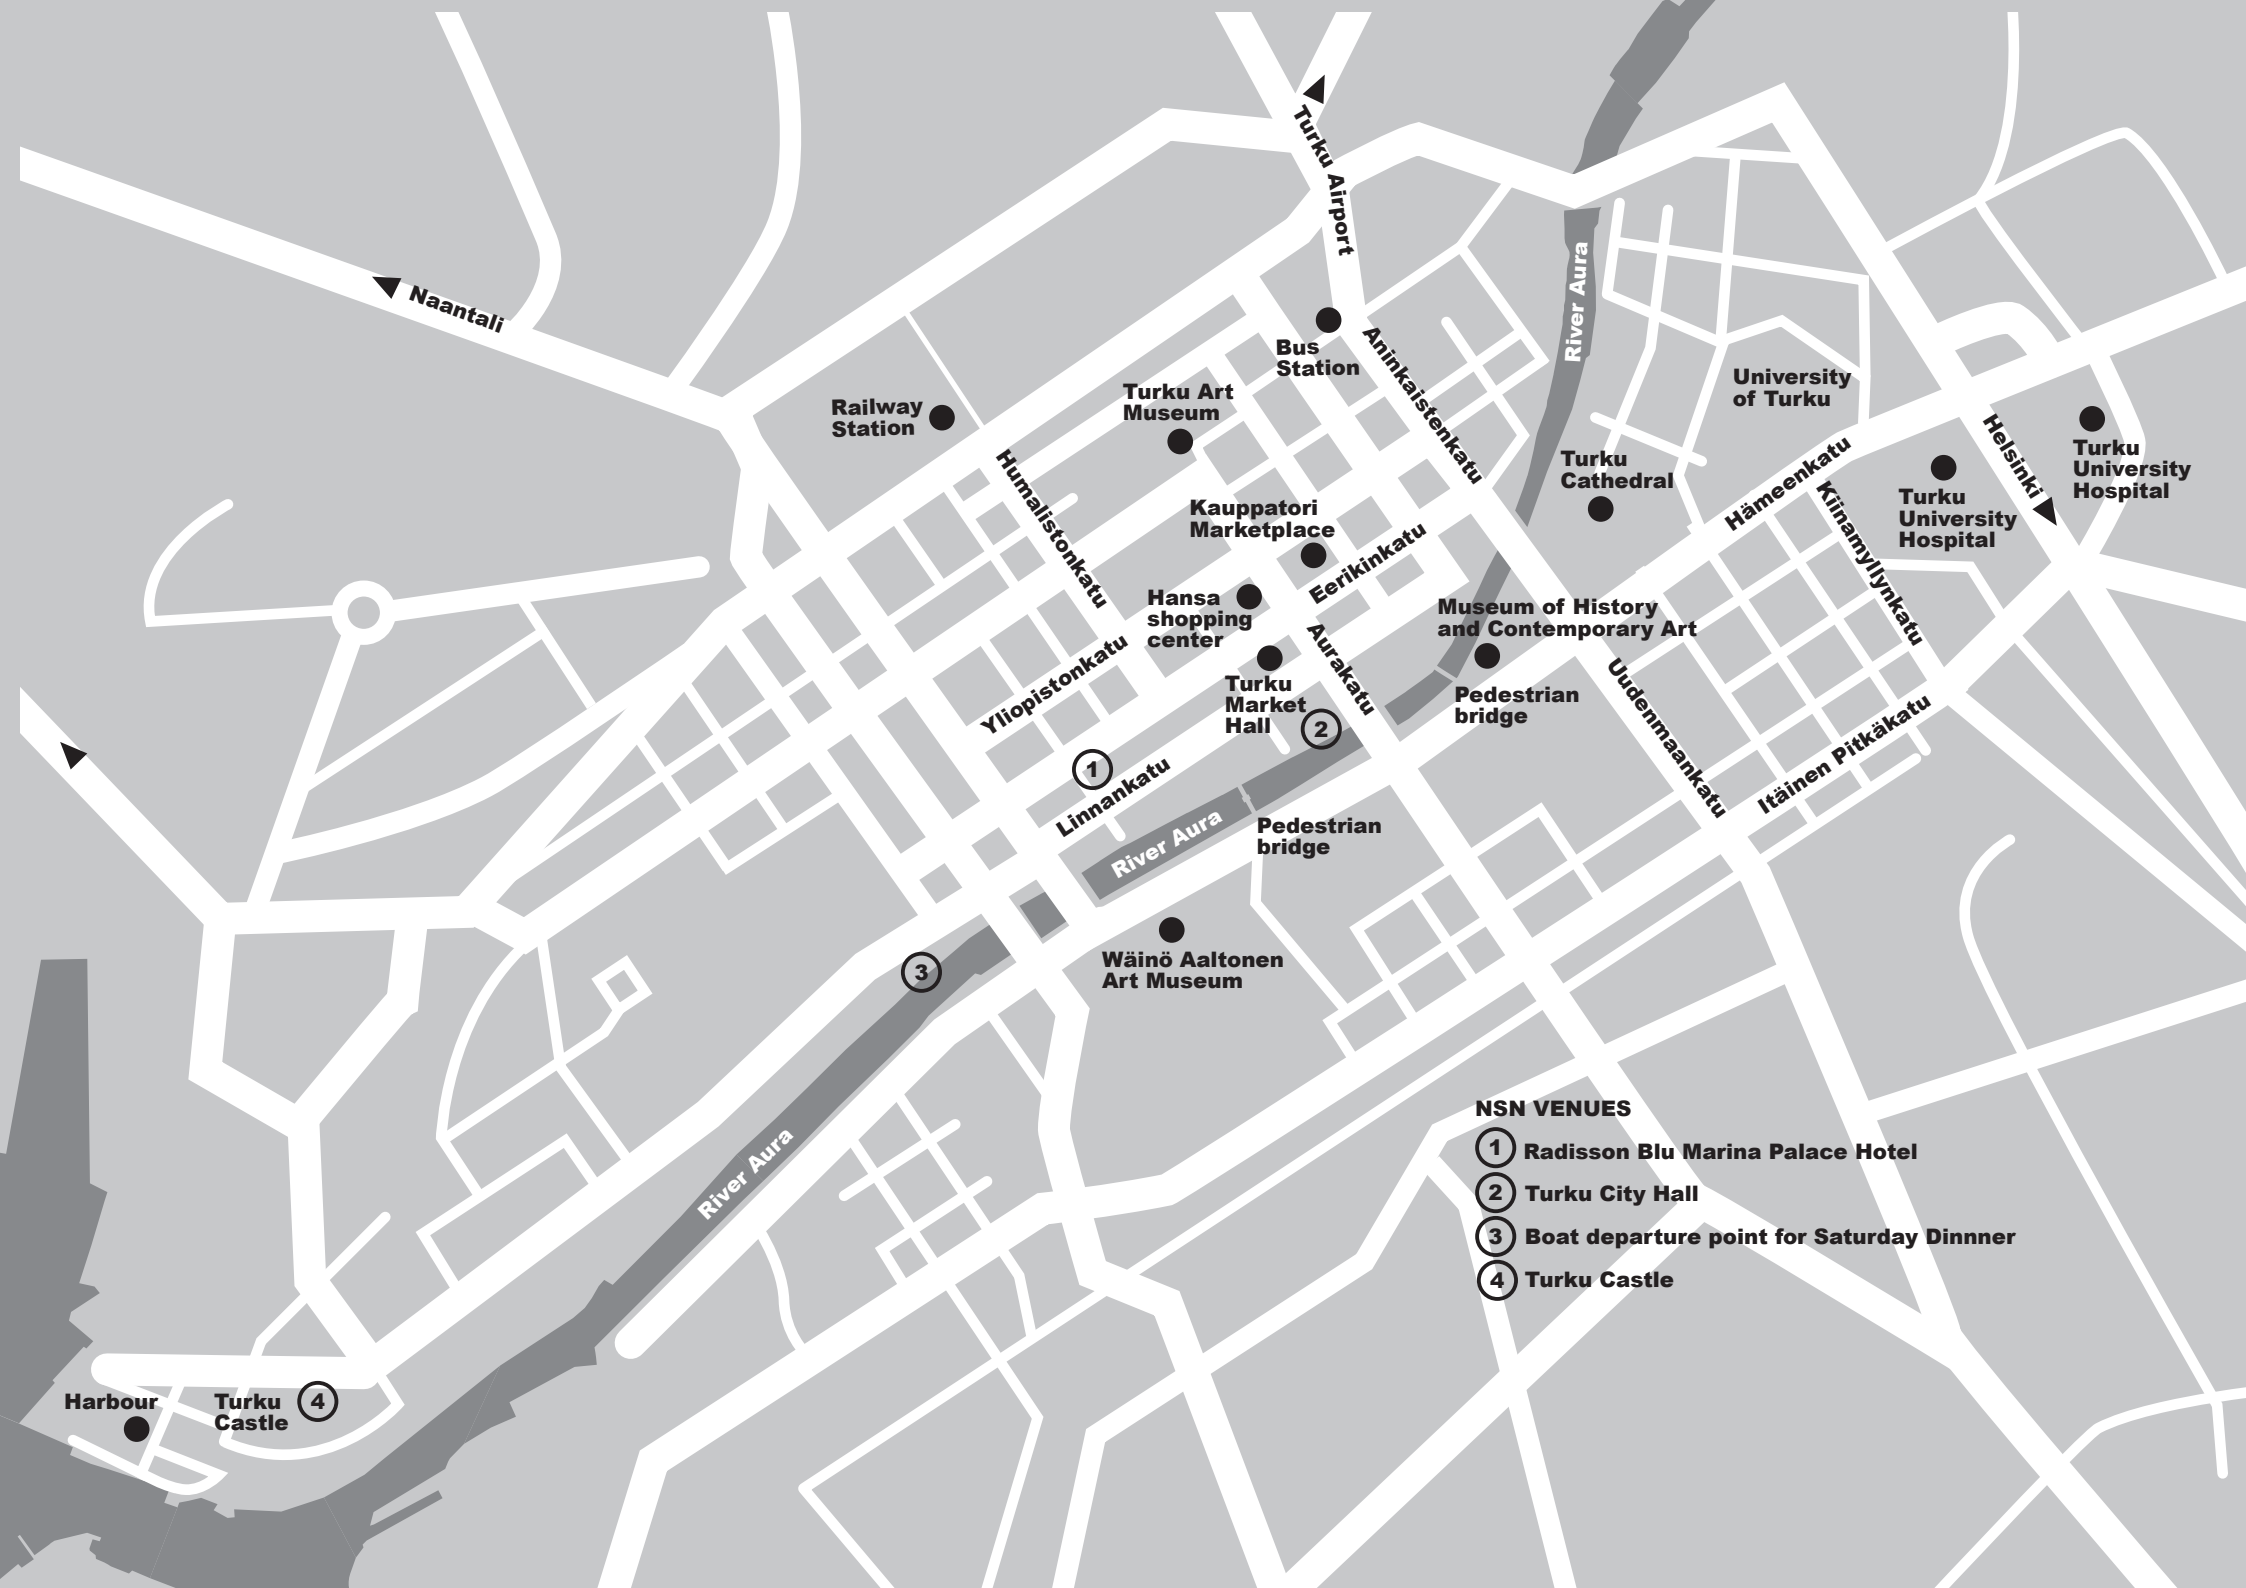 Turku Airport
Naantali
Bus
Station
Aninkaistenkatu
River Aura
University
of Turku
Railway
Station
Turku Art
Museum
Humalistonkatu
Kauppatori
Marketplace
Eerikinkatu
Turku
Cathedral
Hämeenkatu
Kiinamyllynkatu
Helsinki
Turku
University
Hospital
Turku
University
Hospital
Hansa
shopping
center
Museum of History
and Contemporary Art
Yliopistonkatu
Turku
Market
Hall
2
Aurakatu
Pedestrian
bridge
Uudenmaankatu
Itäinen Pitkäkatu
1
Linnankatu
River Aura
Pedestrian
bridge
3
Wäinö Aaltonen
Art Museum
River Aura
NSN VENUES
1 Radisson Blu Marina Palace Hotel
2 Turku City Hall
3 Boat departure point for Saturday Dinnner
4 Turku Castle
Harbour
Turku
Castle
4